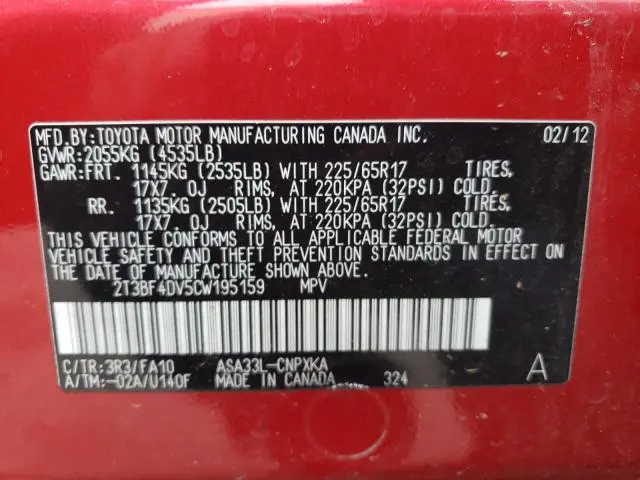 MFD.BY:TOYOTA MOTOR MANUFACTURING CANADA INC. 02/12
GVWR:2055KG (4535LB)
GAWR:FRT. 1145KG (2535LB) WITH 225/65R17 TIRES,
17X7. 0J RIMS, AT 220KPA (32PSI) COLD.
RR. 1135KG (2505LB) WITH 225/65R17 TIRES,
17X7. 0J RIMS, AT 220KPA (32PSI) COLD.
THIS VEHICLE CONFORMS TO ALL APPLICABLE FEDERAL MOTOR
VEHICLE SAFETY AND THEFT PREVENTION STANDARDS IN EFFECT ON
THE DATE OF MANUFACTURE SHOWN ABOVE.
2T3BF4DV5CW195159 MPV
C/TR:3R3/FA10 ASA33L-CNPXKA A
A/TM:-02A/U140F MADE IN CANADA 324